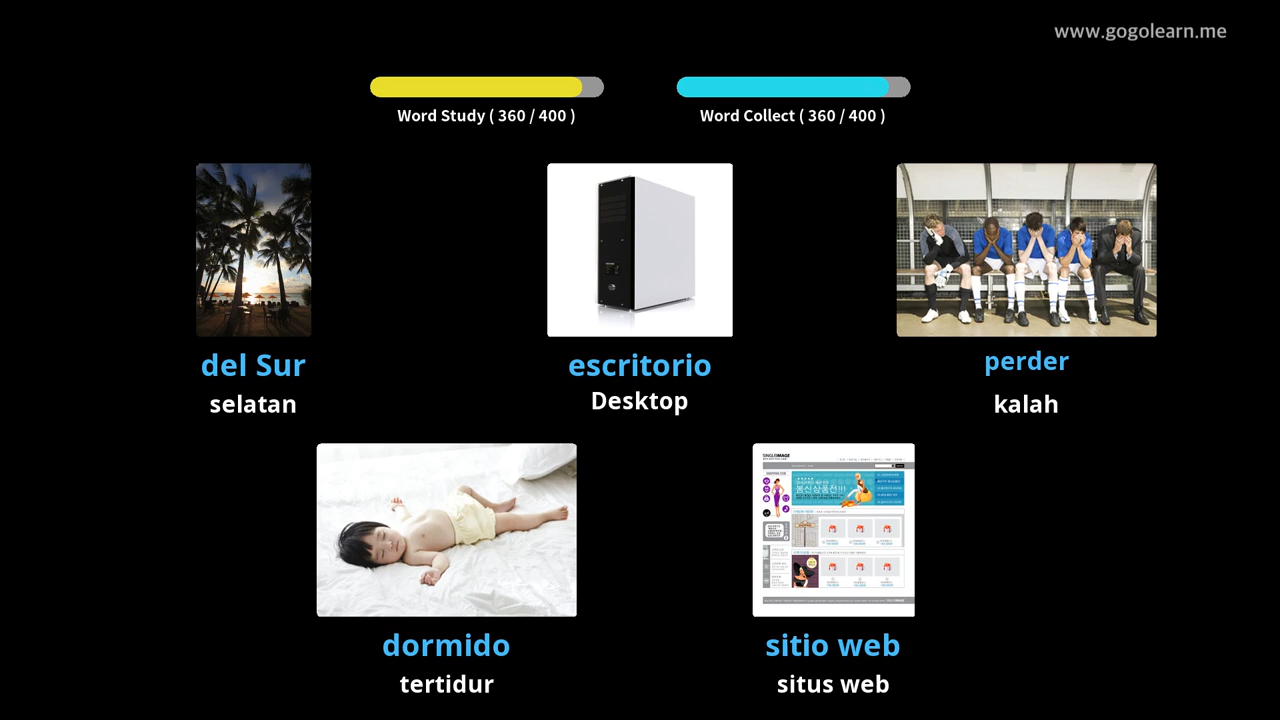 www.gogolearn.me
Word Study ( 360 / 400 )
Word Collect ( 360 / 400 )
del Sur
escritorio
perder
selatan
Desktop
kalah
dormido
sitio web
tertidur
situs web